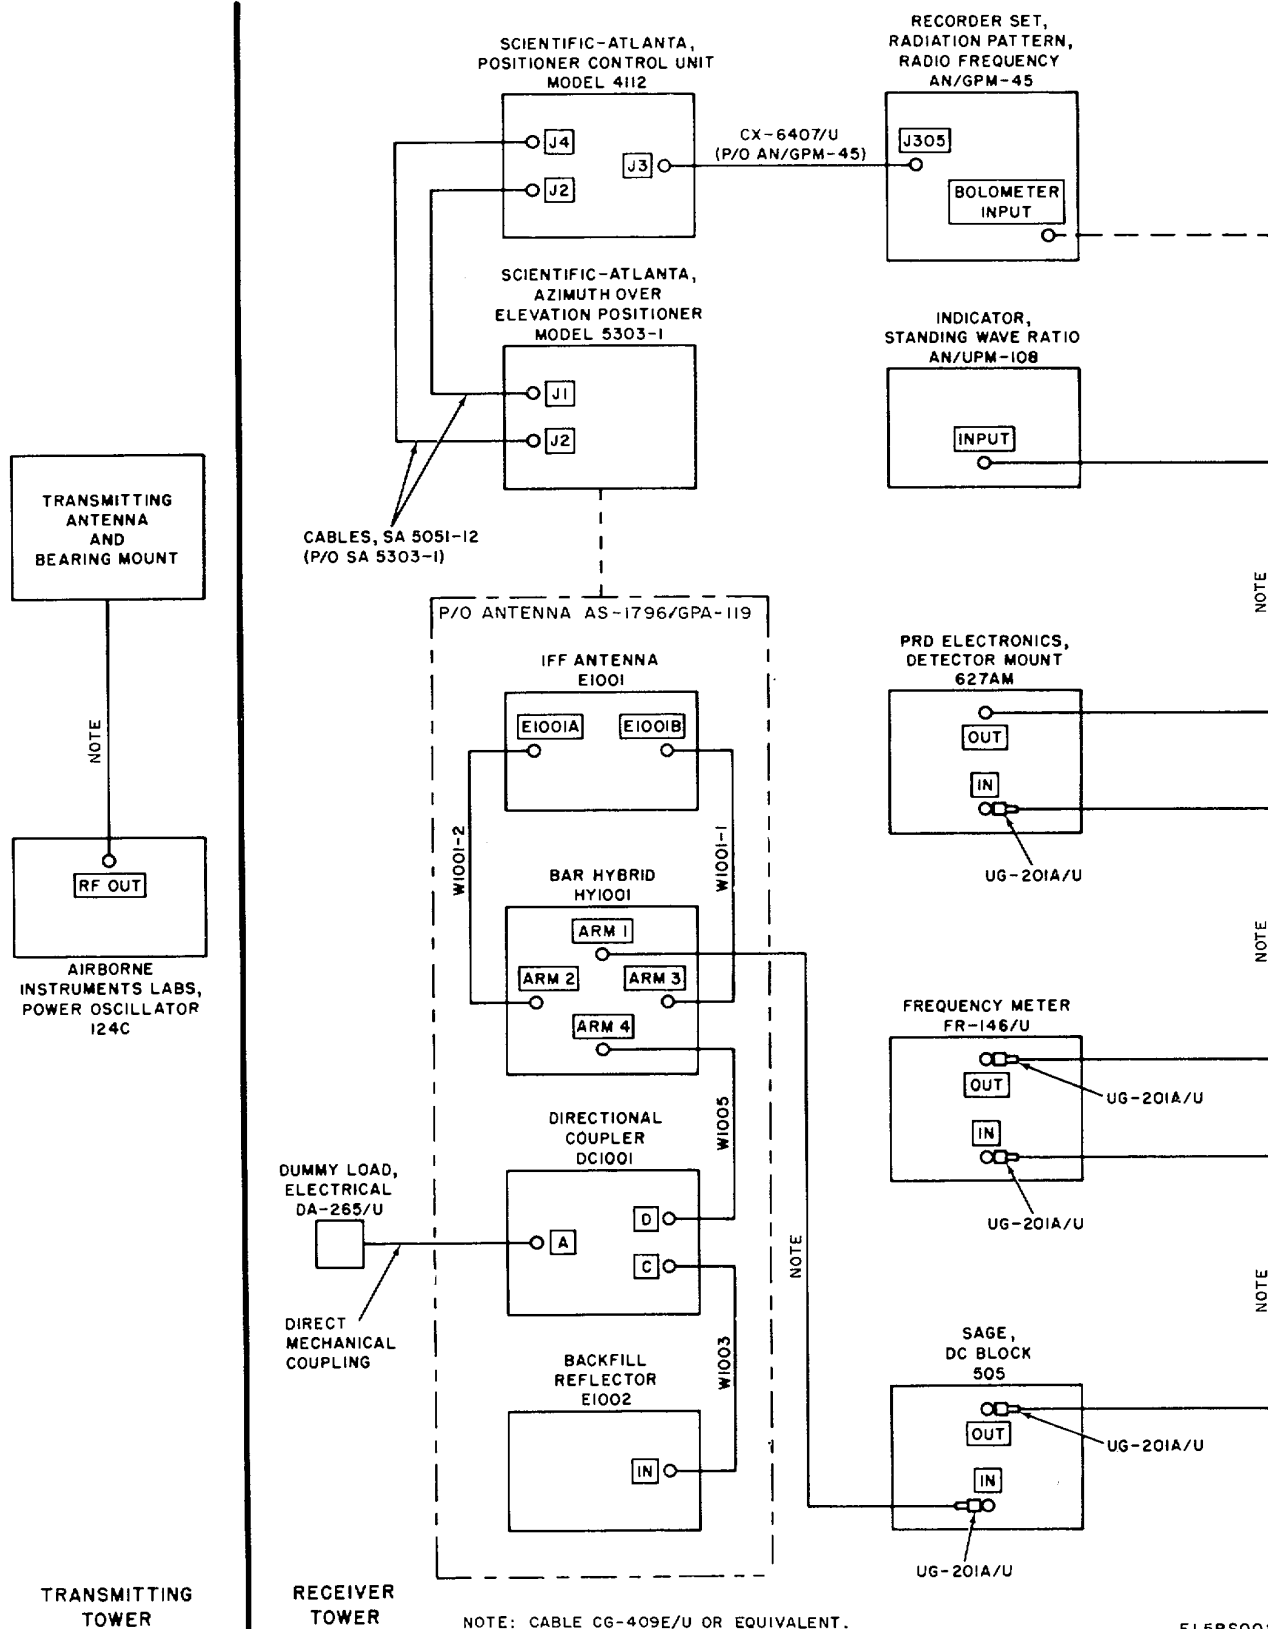 SCIENTIFIC-ATLANTA,
POSITIONER CONTROL UNIT
MODEL 4112
J4
J2
J3
CX-6407/U
(P/O AN/GPM-45)
RECORDER SET,
RADIATION PATTERN,
RADIO FREQUENCY
AN/GPM-45
J305
BOLOMETER
INPUT
SCIENTIFIC-ATLANTA,
AZIMUTH OVER
ELEVATION POSITIONER
MODEL 5303-1
J1
J2
CABLES, SA 5051-12
(P/O SA 5303-1)
INDICATOR,
STANDING WAVE RATIO
AN/UPM-108
INPUT
TRANSMITTING
ANTENNA
AND
BEARING MOUNT
NOTE
RF OUT
AIRBORNE
INSTRUMENTS LABS,
POWER OSCILLATOR
124C
P/O ANTENNA AS-1796/GPA-119
IFF ANTENNA
E1001
E1001A
E1001B
W1001-2
W1001-1
BAR HYBRID
HY1001
ARM 1
ARM 2
ARM 3
ARM 4
W1005
DIRECTIONAL
COUPLER
DC1001
D
A
C
DUMMY LOAD,
ELECTRICAL
DA-265/U
DIRECT
MECHANICAL
COUPLING
W1003
BACKFILL
REFLECTOR
E1002
IN
NOTE
NOTE
PRD ELECTRONICS,
DETECTOR MOUNT
627AM
OUT
IN
UG-201A/U
NOTE
FREQUENCY METER
FR-146/U
OUT
UG-201A/U
IN
UG-201A/U
NOTE
SAGE,
DC BLOCK
505
OUT
UG-201A/U
IN
UG-201A/U
TRANSMITTING
TOWER
RECEIVER
TOWER
NOTE: CABLE CG-409E/U OR EQUIVALENT.